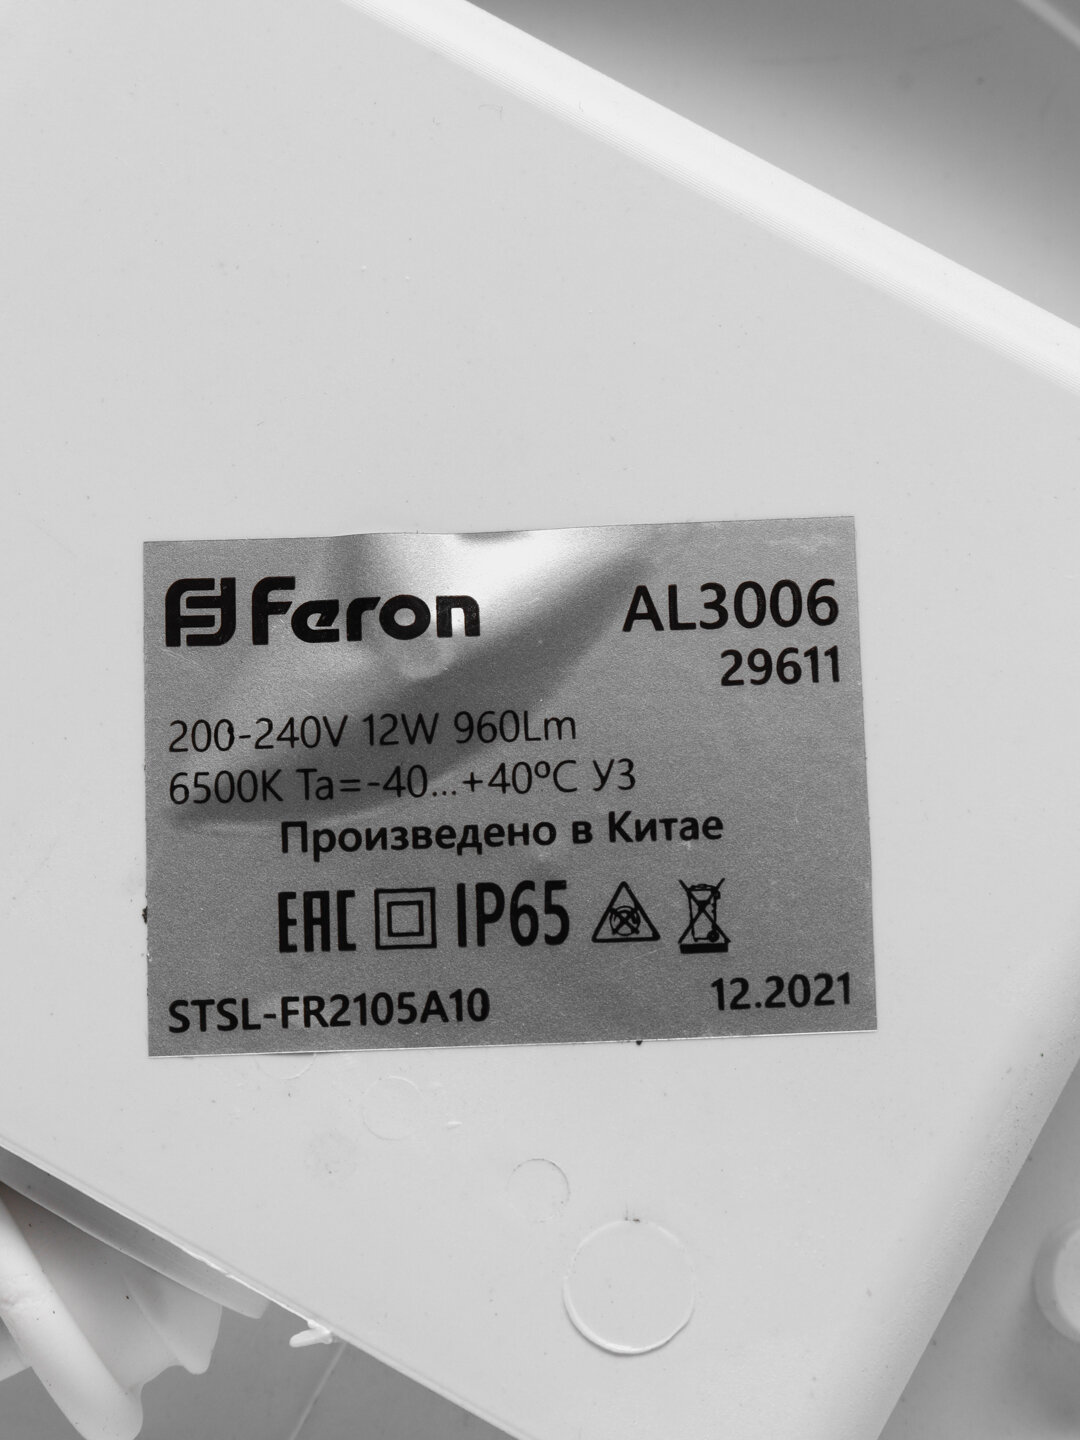 Feron AL3006
29611
200-240V 12W 960Lm
6500K Ta=-40...+40ºC У3
Произведено в Китае
EAC IP65
STSL-FR2105A10 12.2021